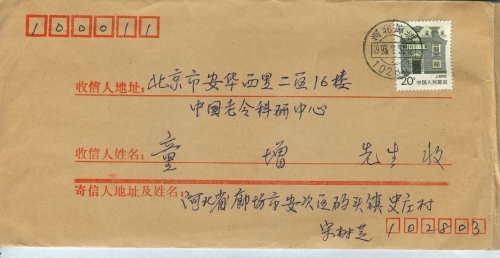 100011
收信人地址:北京市安华西里二区16楼
中国老令科研中心
收信人姓名: 童 增 先生 收
寄信人地址及姓名: 河北省廊坊市安次区码头镇史庄村
宋树芝 102803
20分 中国人民邮政
河北